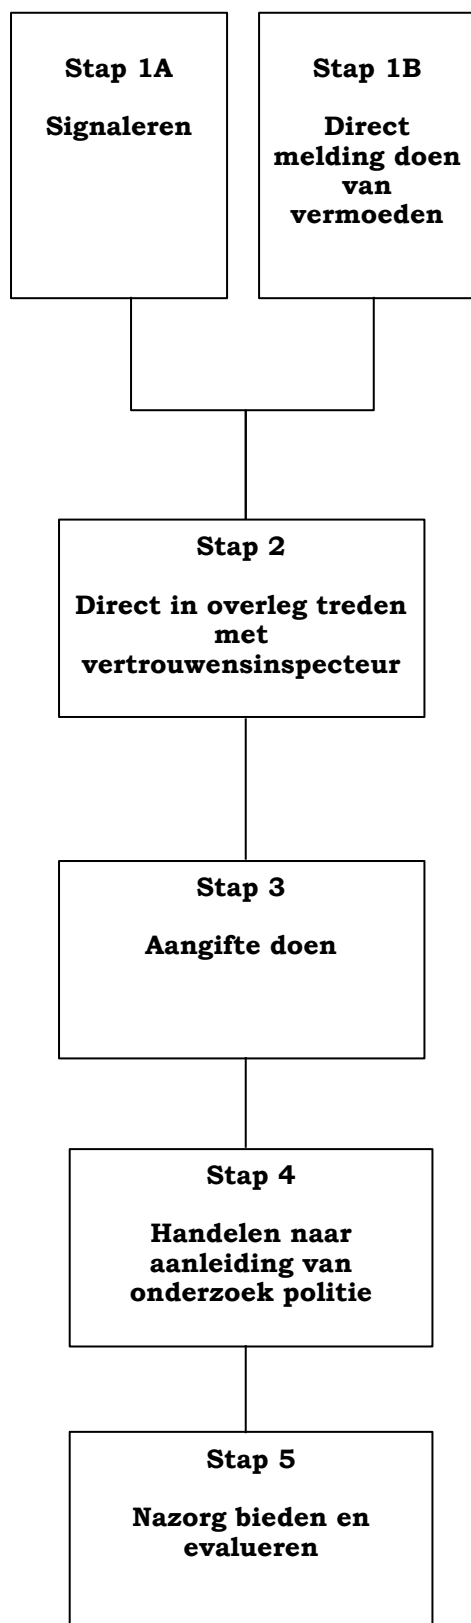 Stap 1A
Signaleren
Stap 1B
Direct
melding doen
van
vermoeden
Stap 2
Direct in overleg treden
met
vertrouwensinspecteur
Stap 3
Aangifte doen
Stap 4
Handelen naar
aanleiding van
onderzoek politie
Stap 5
Nazorg bieden en
evalueren